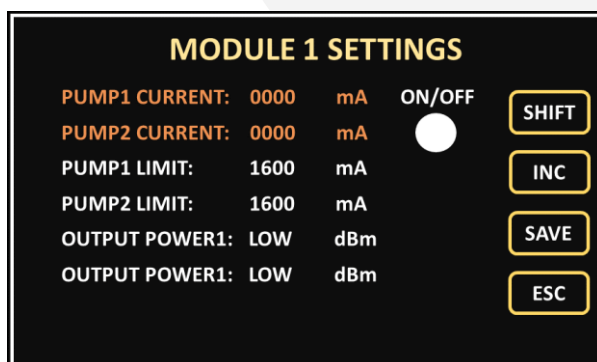 MODULE 1 SETTINGS
PUMP1 CURRENT: 0000 mA ON/OFF
PUMP2 CURRENT: 0000 mA
PUMP1 LIMIT: 1600 mA
PUMP2 LIMIT: 1600 mA
OUTPUT POWER1: LOW dBm
OUTPUT POWER1: LOW dBm
SHIFT
INC
SAVE
ESC